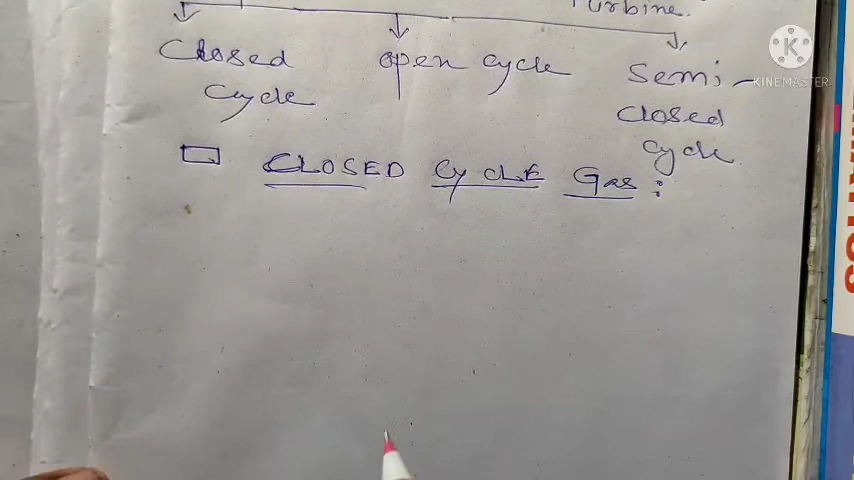 Turbine.
Closed open cycle Semi-
Cycle closed
cycle
CLOSED CyCLE Gas :
K
KINEMASTER